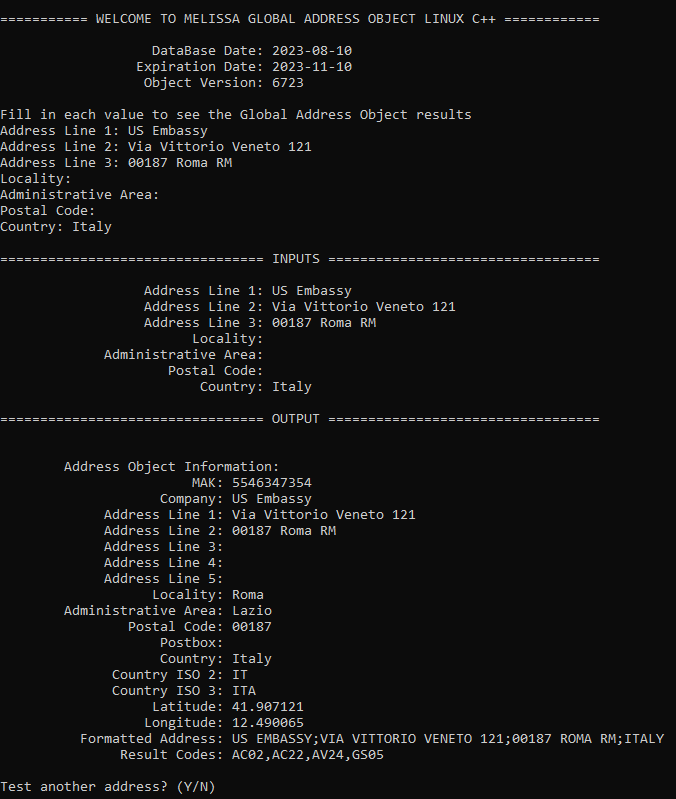 =========== WELCOME TO MELISSA GLOBAL ADDRESS OBJECT LINUX C++ ============
DataBase Date: 2023-08-10
Expiration Date: 2023-11-10
Object Version: 6723
Fill in each value to see the Global Address Object results
Address Line 1: US Embassy
Address Line 2: Via Vittorio Veneto 121
Address Line 3: 00187 Roma RM
Locality:
Administrative Area:
Postal Code:
Country: Italy
================================= INPUTS ==================================
Address Line 1: US Embassy
Address Line 2: Via Vittorio Veneto 121
Address Line 3: 00187 Roma RM
Locality:
Administrative Area:
Postal Code:
Country: Italy
================================= OUTPUT ==================================
Address Object Information:
MAK: 5546347354
Company: US Embassy
Address Line 1: Via Vittorio Veneto 121
Address Line 2: 00187 Roma RM
Address Line 3:
Address Line 4:
Address Line 5:
Locality: Roma
Administrative Area: Lazio
Postal Code: 00187
Postbox:
Country: Italy
Country ISO 2: IT
Country ISO 3: ITA
Latitude: 41.907121
Longitude: 12.490065
Formatted Address: US EMBASSY;VIA VITTORIO VENETO 121;00187 ROMA RM;ITALY
Result Codes: AC02,AC22,AV24,GS05
Test another address? (Y/N)